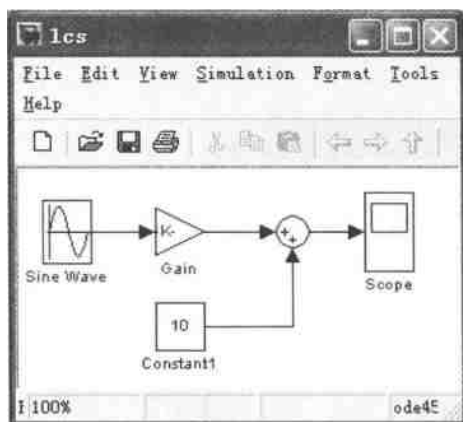 lcs
File Edit View Simulation Format Tools
Help
K-
Sine Wave
Gain
Scope
10
Constant1
100%
ode45